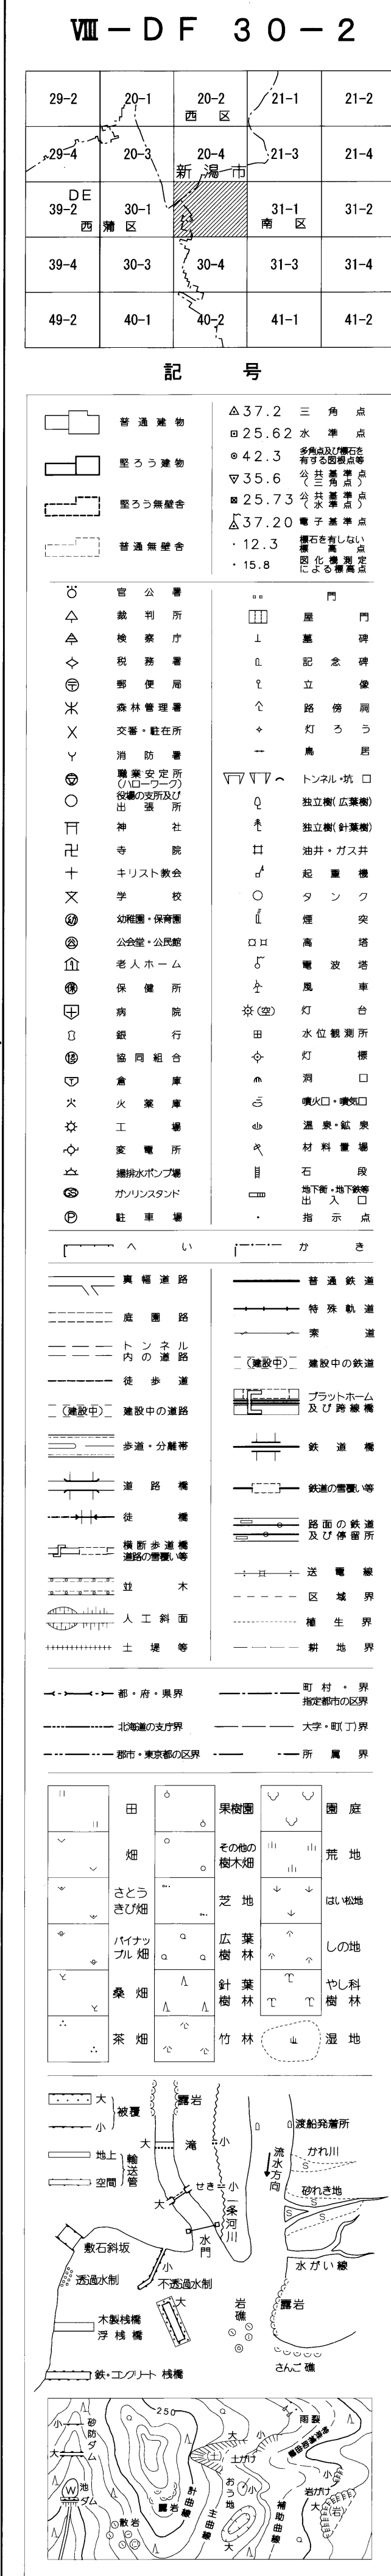 Ⅷ－ＤＦ ３０－２
29-2 20-1 20-2 21-1 21-2
西 区
29-4 20-3 20-4 21-3 21-4
新 潟 市
DE
39-2 30-1 31-1 31-2
西 蒲 区 南 区
39-4 30-3 30-4 31-3 31-4
49-2 40-1 40-2 41-1 41-2
記 号
普通建物
堅ろう建物
堅ろう無壁舎
普通無壁舎
37.2 三角点
25.62 水準点
42.3 多角点及び標石を有する図根点等
35.6 公共基準点(三角点)
25.73 公共基準点(水準点)
37.20 電子基準点
・12.3 標石を有しない標高点
・15.8 図化機測定による標高点
官公署
裁判所
検察庁
税務署
郵便局
森林管理署
交番・駐在所
消防署
職業安定所
(ハローワーク)
役場の支所及び
出張所
神社
寺院
キリスト教会
学校
幼 幼稚園・保育園
公 公会堂・公民館
老人ホーム
保 保健所
病院
銀行
協 協同組合
倉庫
火薬庫
工場
変電所
揚排水ポンプ場
GS ガソリンスタンド
P 駐車場
門
屋門
墓碑
記念碑
立像
路傍祠
灯ろう
鳥居
トンネル・坑口
独立樹(広葉樹)
独立樹(針葉樹)
油井・ガス井
起重機
タンク
煙突
高塔
電波塔
風車
(空) 灯台
水位観測所
灯標
洞口
噴火口・噴気口
温泉・鉱泉
材料置場
石段
地下街・地下鉄等
出入口
指示点
へい
かき
真幅道路
庭園路
トンネル
内の道路
徒歩道
(建設中) 建設中の道路
歩道・分離帯
道路橋
徒橋
横断歩道橋
道路の雪覆い等
並木
人工斜面
土堤等
普通鉄道
特殊軌道
索道
(建設中) 建設中の鉄道
プラットホーム
及び跨線橋
鉄道橋
鉄道の雪覆い等
路面の鉄道
及び停留所
送電線
区域界
植生界
耕地界
都・府・県界
北海道の支庁界
郡市・東京都の区界
町村・界
指定都市の区界
大字・町(丁)界
所属界
田 果樹園 園庭
畑 その他の樹木畑 荒地
さとうきび畑 芝地 はい松地
パイナップル畑 広葉樹林 しの地
桑畑 針葉樹林 やし科樹林
茶畑 竹林 湿地
大
小
被覆
地上
空間
輸送管
露岩
大 滝 小
せき 小
大
一条河川
水門
敷石斜坂
透過水制
小
不透過水制
大
木製桟橋
浮桟橋
鉄・コンクリート 桟橋
渡船発着所
流水方向
かれ川
S
砂れき地
S
S
S
水がい線
露岩
岩礁
さんご礁
小
砂防ダム
大
W
池
ダム
250
露岩
散岩
計曲線
主曲線
(土)
土がけ
大
小
おう地
小
大
補助曲線
雨裂
岩がけ
大
(岩)